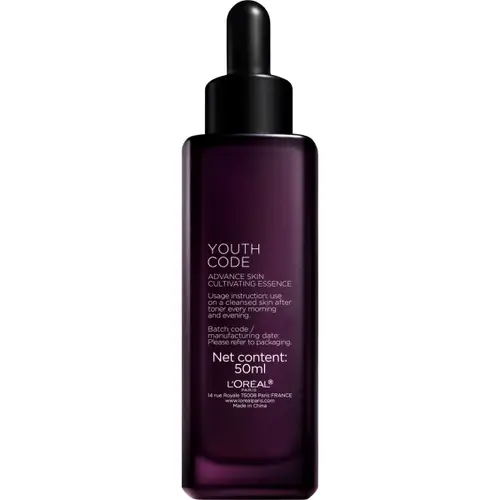 YOUTH
CODE
ADVANCE SKIN
CULTIVATING ESSENCE
Usage instruction: use
on a cleansed skin after
toner every morning
and evening.
Batch code /
manufacturing date:
Please refer to packaging.
Net content:
50ml
L'ORÉAL®
PARIS
14 rue Royale 75008 Paris FRANCE
www.lorealparis.com
Made in China